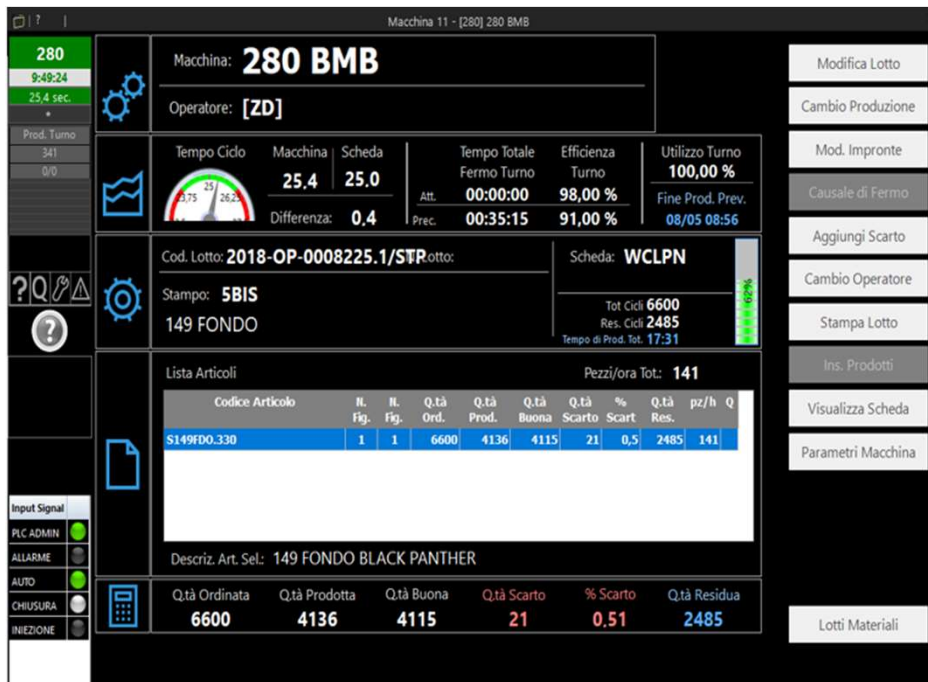 ? Macchina 11 - [280] 280 BMB
280
9:49:24
25,4 sec.
*
Prod. Turno
341
0/0
Macchina: 280 BMB
Operatore: [ZD]
Tempo Ciclo
25
23,75 26,25
Macchina Scheda
25.4 25.0
Differenza: 0.4
Tempo Totale Fermo Turno
Efficienza Turno
Att. 00:00:00 98,00 %
Prec. 00:35:15 91,00 %
Utilizzo Turno
100,00 %
Fine Prod. Prev.
08/05 08:56
Cod. Lotto: 2018-OP-0008225.1/STP
lotto:
Scheda: WCLPN
Stampo: 5BIS
149 FONDO
Tot Cicli 6600
Res. Cicli 2485
Tempo di Prod. Tot. 17:31
62%
Lista Articoli
Pezzi/ora Tot.: 141
Codice Articolo N. Fig. N. Fig. Q.tà Ord. Q.tà Prod. Q.tà Buona Q.tà Scarto % Scart Q.tà Res. pz/h Q
S149FDO.330 1 1 6600 4136 4115 21 0,5 2485 141
Descriz. Art. Sel.: 149 FONDO BLACK PANTHER
Q.tà Ordinata Q.tà Prodotta Q.tà Buona Q.tà Scarto % Scarto Q.tà Residua
6600 4136 4115 21 0,51 2485
? Q
?
Input Signal
PLC ADMIN
ALLARME
AUTO
CHIUSURA
INIEZIONE
Modifica Lotto
Cambio Produzione
Mod. Impronte
Causale di Fermo
Aggiungi Scarto
Cambio Operatore
Stampa Lotto
Ins. Prodotti
Visualizza Scheda
Parametri Macchina
Lotti Materiali